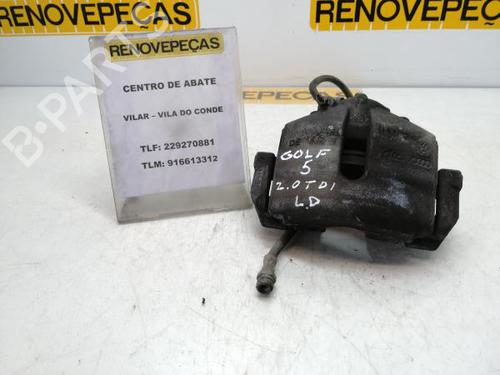 RENOVEPEÇAS
RENOVEPEÇAS
RENOVEPEÇAS
CENTRO DE ABATE
VILAR – VILA DO CONDE
TLF: 229270881
TLM: 916613312
B-PARTS
GOLF
5
2.0 TDI
L.D